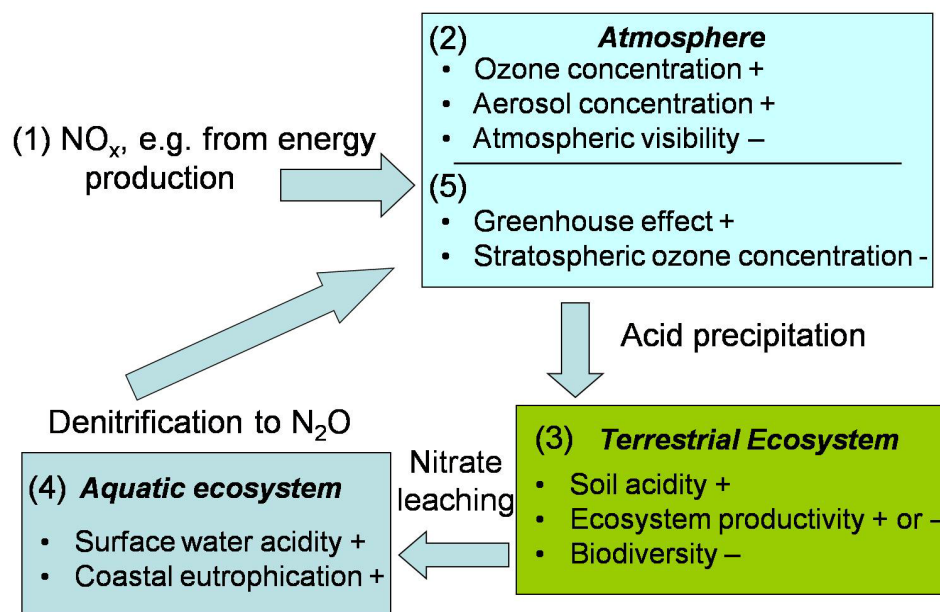 (1) NOx, e.g. from energy
production
(2) Atmosphere
• Ozone concentration +
• Aerosol concentration +
• Atmospheric visibility –
(5)
• Greenhouse effect +
• Stratospheric ozone concentration -
Acid precipitation
(3) Terrestrial Ecosystem
• Soil acidity +
• Ecosystem productivity + or –
• Biodiversity –
Nitrate
leaching
(4) Aquatic ecosystem
• Surface water acidity +
• Coastal eutrophication +
Denitrification to N₂O